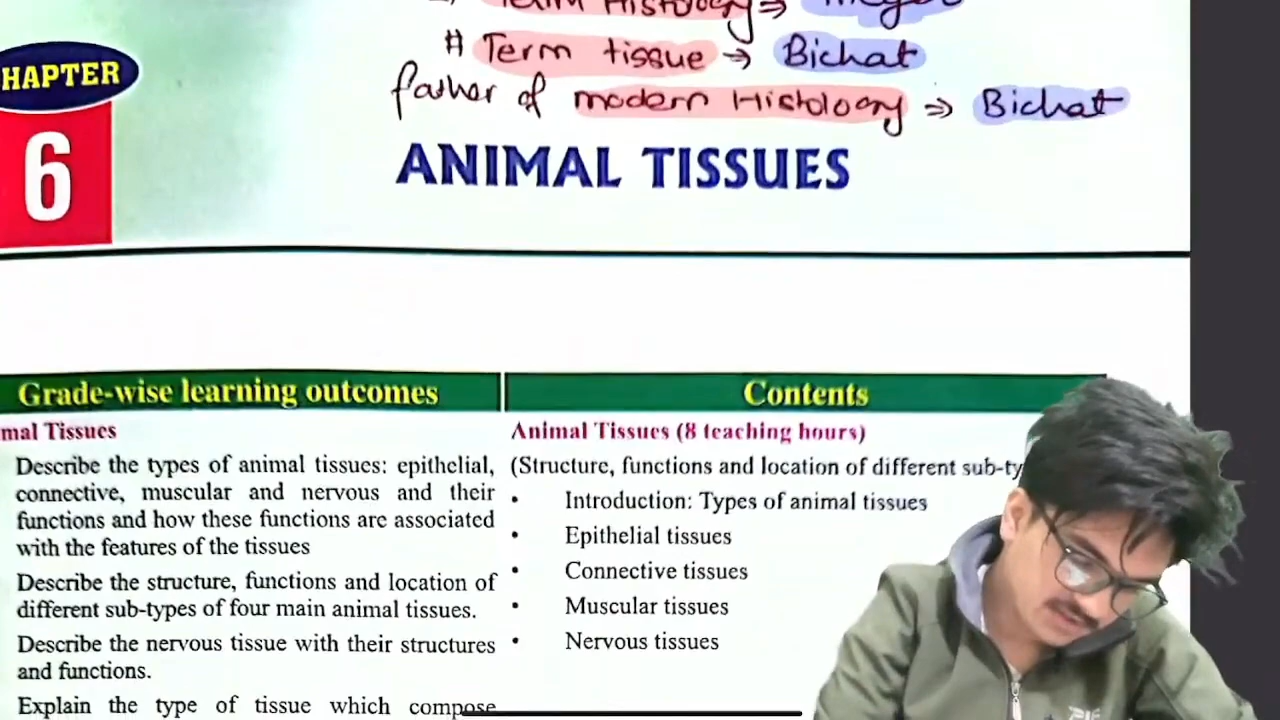 Term Histology ⇒ Mayer
# Term tissue → Bichat
father of modern Histology ⇒ Bichat
HAPTER
6
ANIMAL TISSUES
Grade-wise learning outcomes
Contents
mal Tissues
Describe the types of animal tissues: epithelial,
connective, muscular and nervous and their
functions and how these functions are associated
with the features of the tissues
Describe the structure, functions and location of
different sub-types of four main animal tissues.
Describe the nervous tissue with their structures
and functions.
Explain the type of tissue which compose
Animal Tissues (8 teaching hours)
(Structure, functions and location of different sub-ty
• Introduction: Types of animal tissues
• Epithelial tissues
• Connective tissues
• Muscular tissues
• Nervous tissues